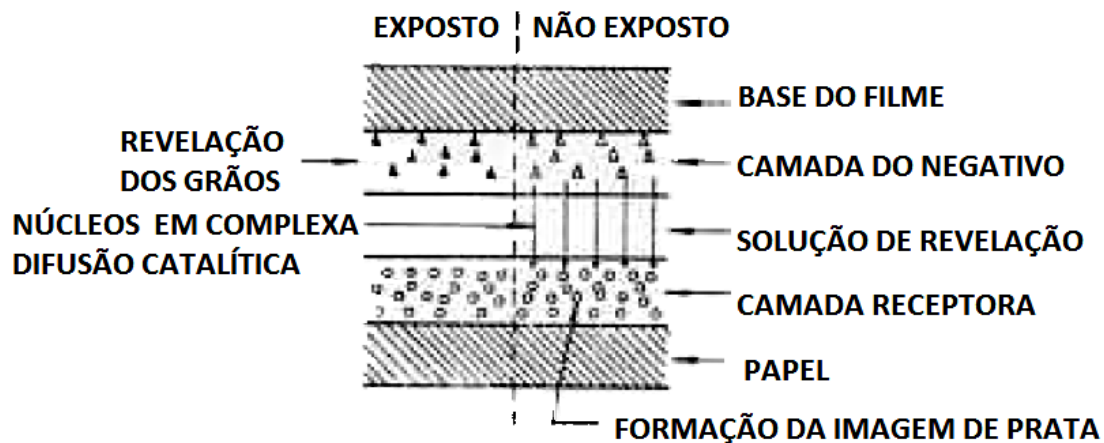 EXPOSTO
NÃO EXPOSTO
BASE DO FILME
REVELAÇÃO
DOS GRÃOS
CAMADA DO NEGATIVO
NÚCLEOS EM COMPLEXA
DIFUSÃO CATALÍTICA
SOLUÇÃO DE REVELAÇÃO
CAMADA RECEPTORA
PAPEL
FORMAÇÃO DA IMAGEM DE PRATA